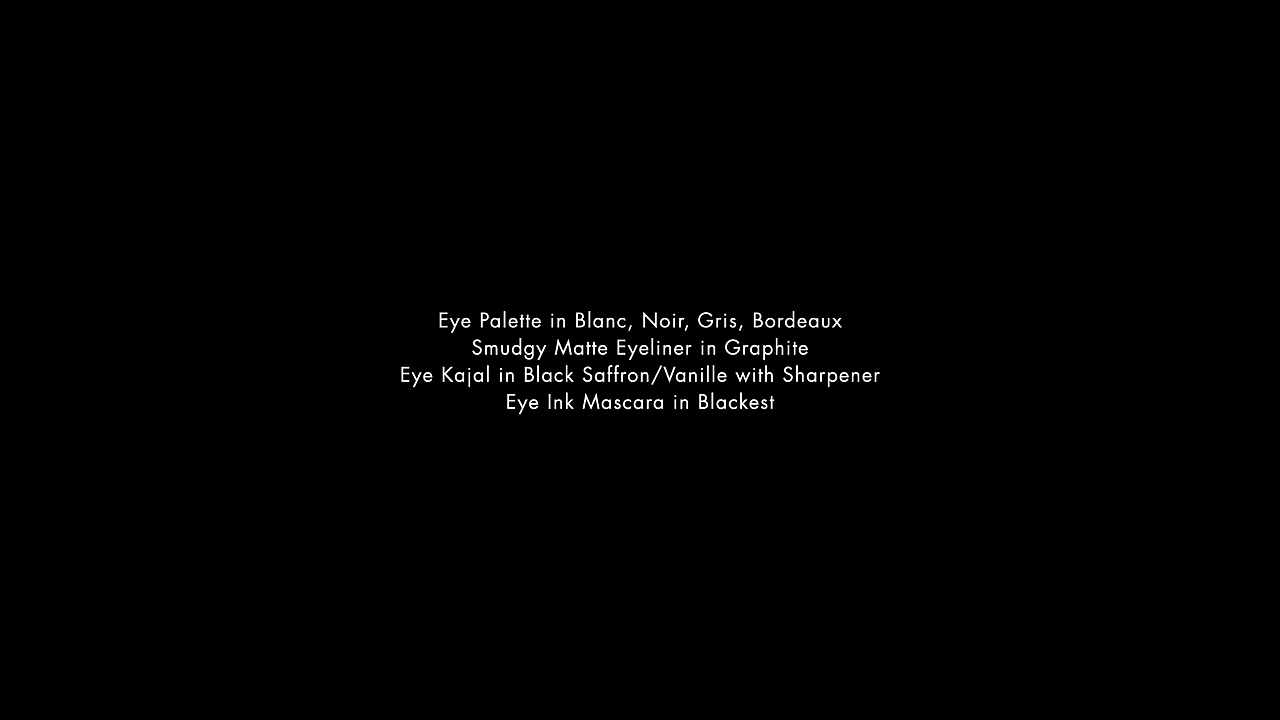 Eye Palette in Blanc, Noir, Gris, Bordeaux
Smudgy Matte Eyeliner in Graphite
Eye Kajal in Black Saffron/Vanille with Sharpener
Eye Ink Mascara in Blackest